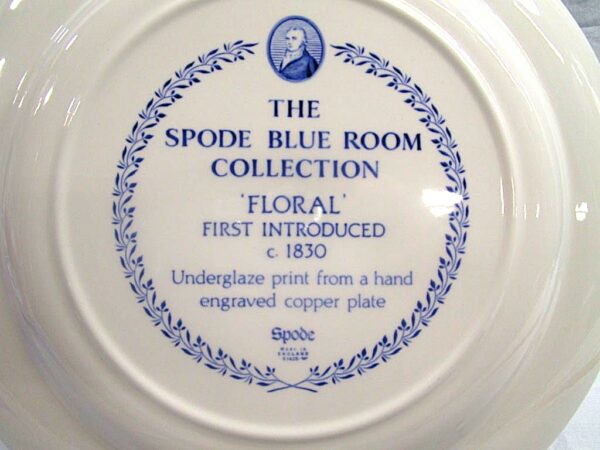 THE
SPODE BLUE ROOM
COLLECTION
'FLORAL'
FIRST INTRODUCED
c. 1830
Underglaze print from a hand
engraved copper plate
Spode
MADE IN
ENGLAND